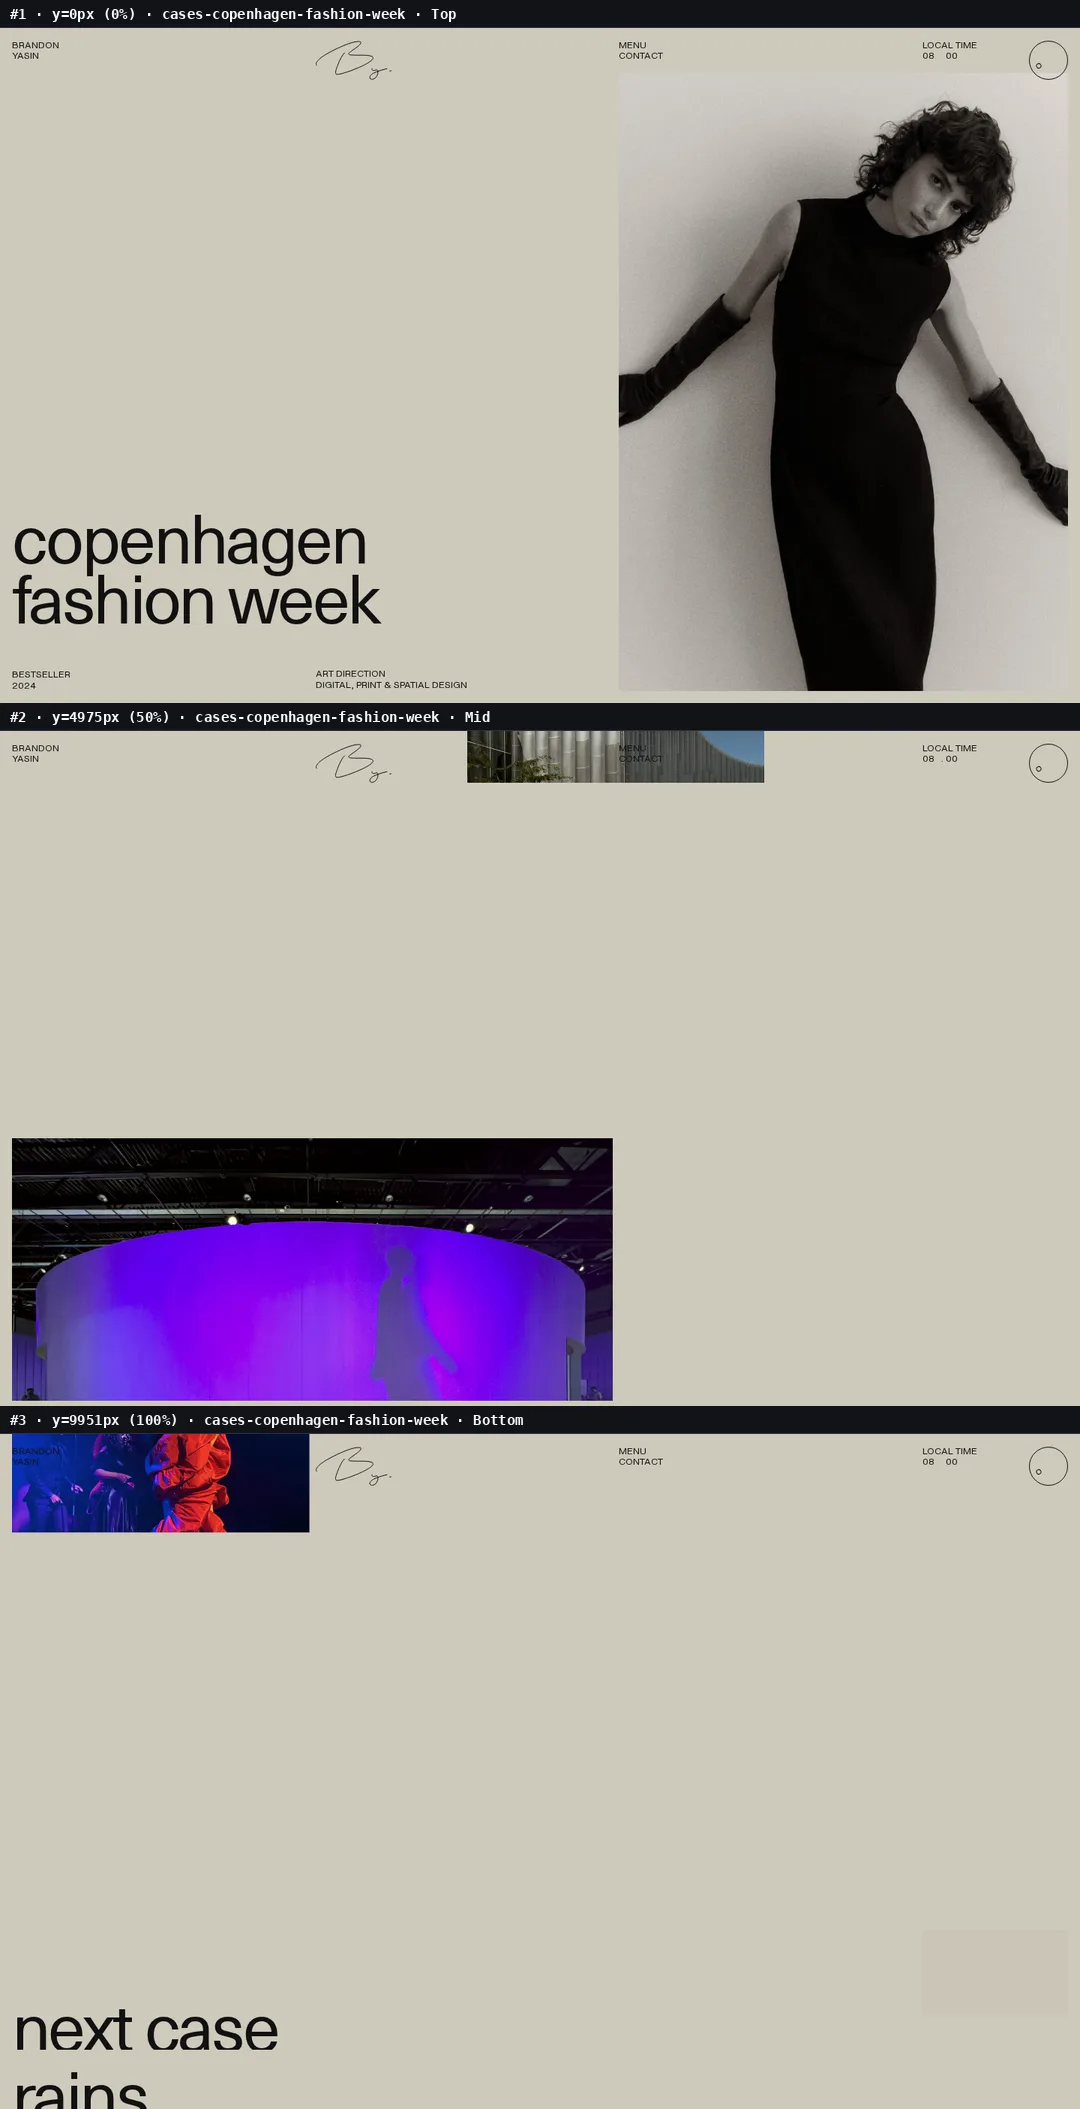 #1 · y=0px (0%) · cases-copenhagen-fashion-week · Top
BRANDON
YASIN
By.
MENU
CONTACT
LOCAL TIME
08 00
copenhagen
fashion week
BESTSELLER
2024
ART DIRECTION
DIGITAL, PRINT & SPATIAL DESIGN
#2 · y=4975px (50%) · cases-copenhagen-fashion-week · Mid
BRANDON
YASIN
By.
MENU
CONTACT
LOCAL TIME
08 . 00
#3 · y=9951px (100%) · cases-copenhagen-fashion-week · Bottom
BRANDON
YASIN
By.
MENU
CONTACT
LOCAL TIME
08 00
next case
rains